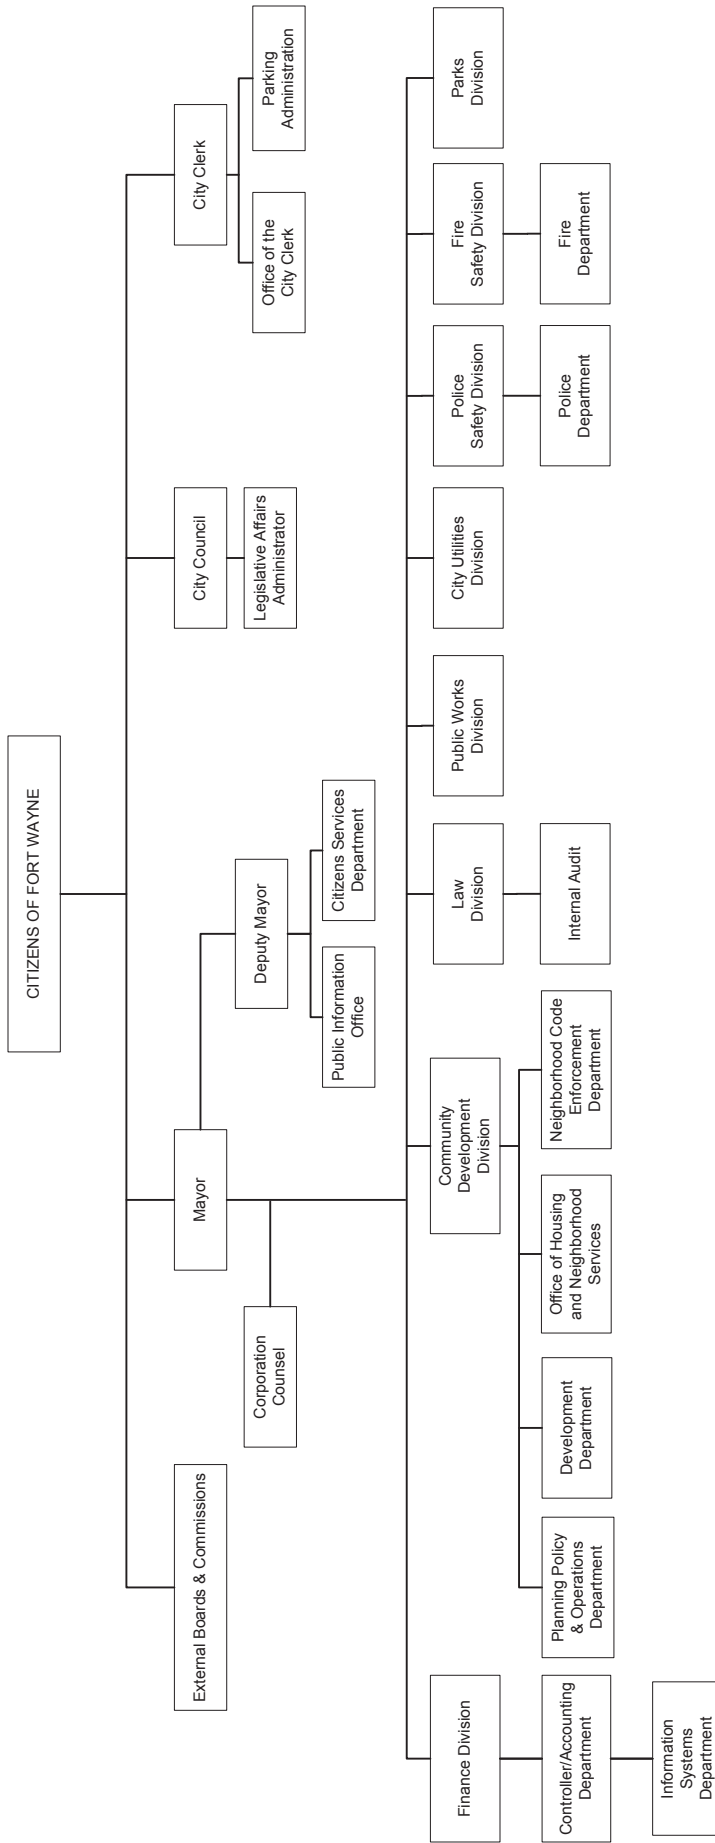 CITIZENS OF FORT WAYNE
External Boards & Commissions
Mayor
City Council
City Clerk
Corporation
Counsel
Deputy Mayor
Legislative Affairs
Administrator
Office of the
City Clerk
Parking
Administration
Public Information
Office
Citizens Services
Department
Finance Division
Community
Development
Division
Law
Division
Public Works
Division
City Utilities
Division
Police
Safety Division
Fire
Safety Division
Parks
Division
Controller/Accounting
Department
Planning Policy
& Operations
Department
Development
Department
Office of Housing
and Neighborhood
Services
Neighborhood Code
Enforcement
Department
Internal Audit
Police
Department
Fire
Department
Information
Systems
Department